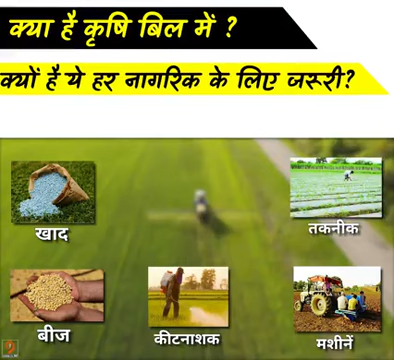 क्या है कृषि बिल में ?
क्यों है ये हर नागरिक के लिए जरूरी?
खाद
तकनीक
बीज
कीटनाशक
मशीनें